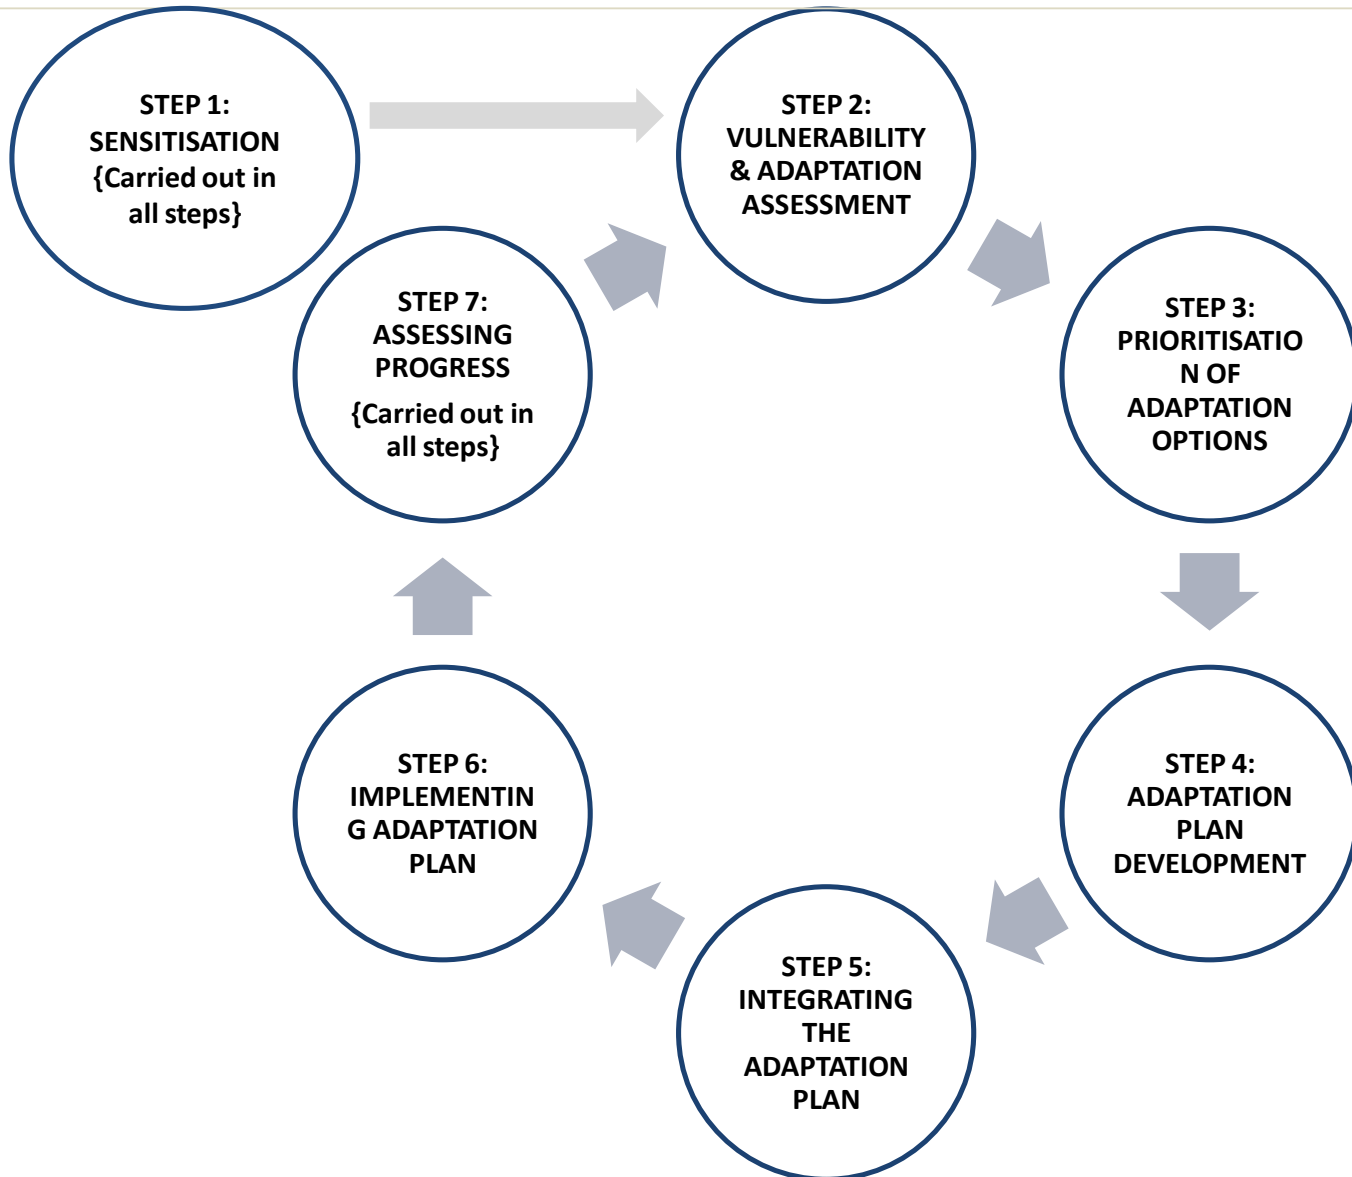 STEP 1:
SENSITISATION
{Carried out in
all steps}
STEP 2:
VULNERABILITY
& ADAPTATION
ASSESSMENT
STEP 3:
PRIORITISATIO
N OF
ADAPTATION
OPTIONS
STEP 4:
ADAPTATION
PLAN
DEVELOPMENT
STEP 5:
INTEGRATING
THE
ADAPTATION
PLAN
STEP 6:
IMPLEMENTIN
G ADAPTATION
PLAN
STEP 7:
ASSESSING
PROGRESS
{Carried out in
all steps}